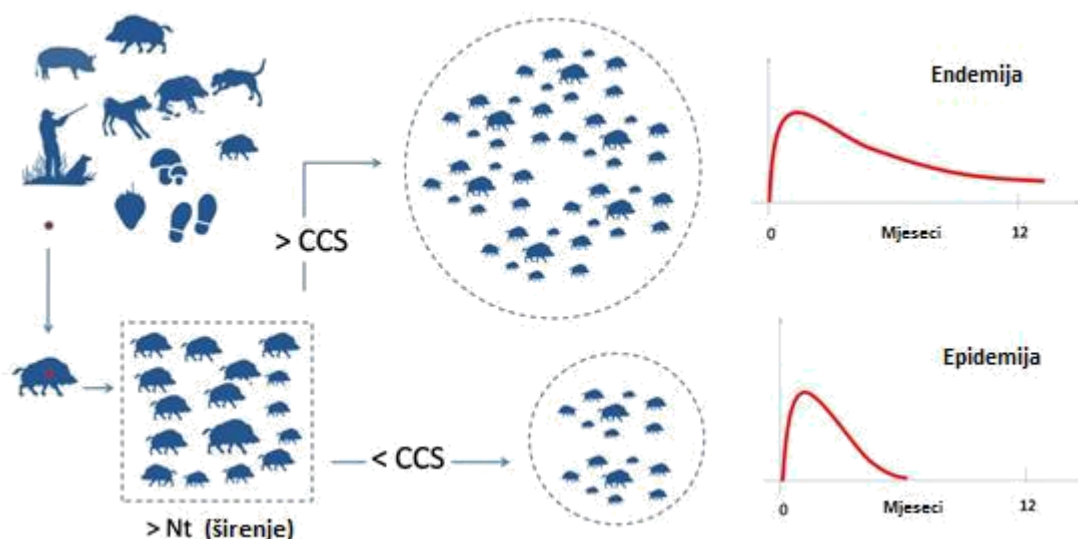 Endemija
0
Mjeseci
12
> CCS
Epidemija
< CCS
0
Mjeseci
12
> Nt (širenje)